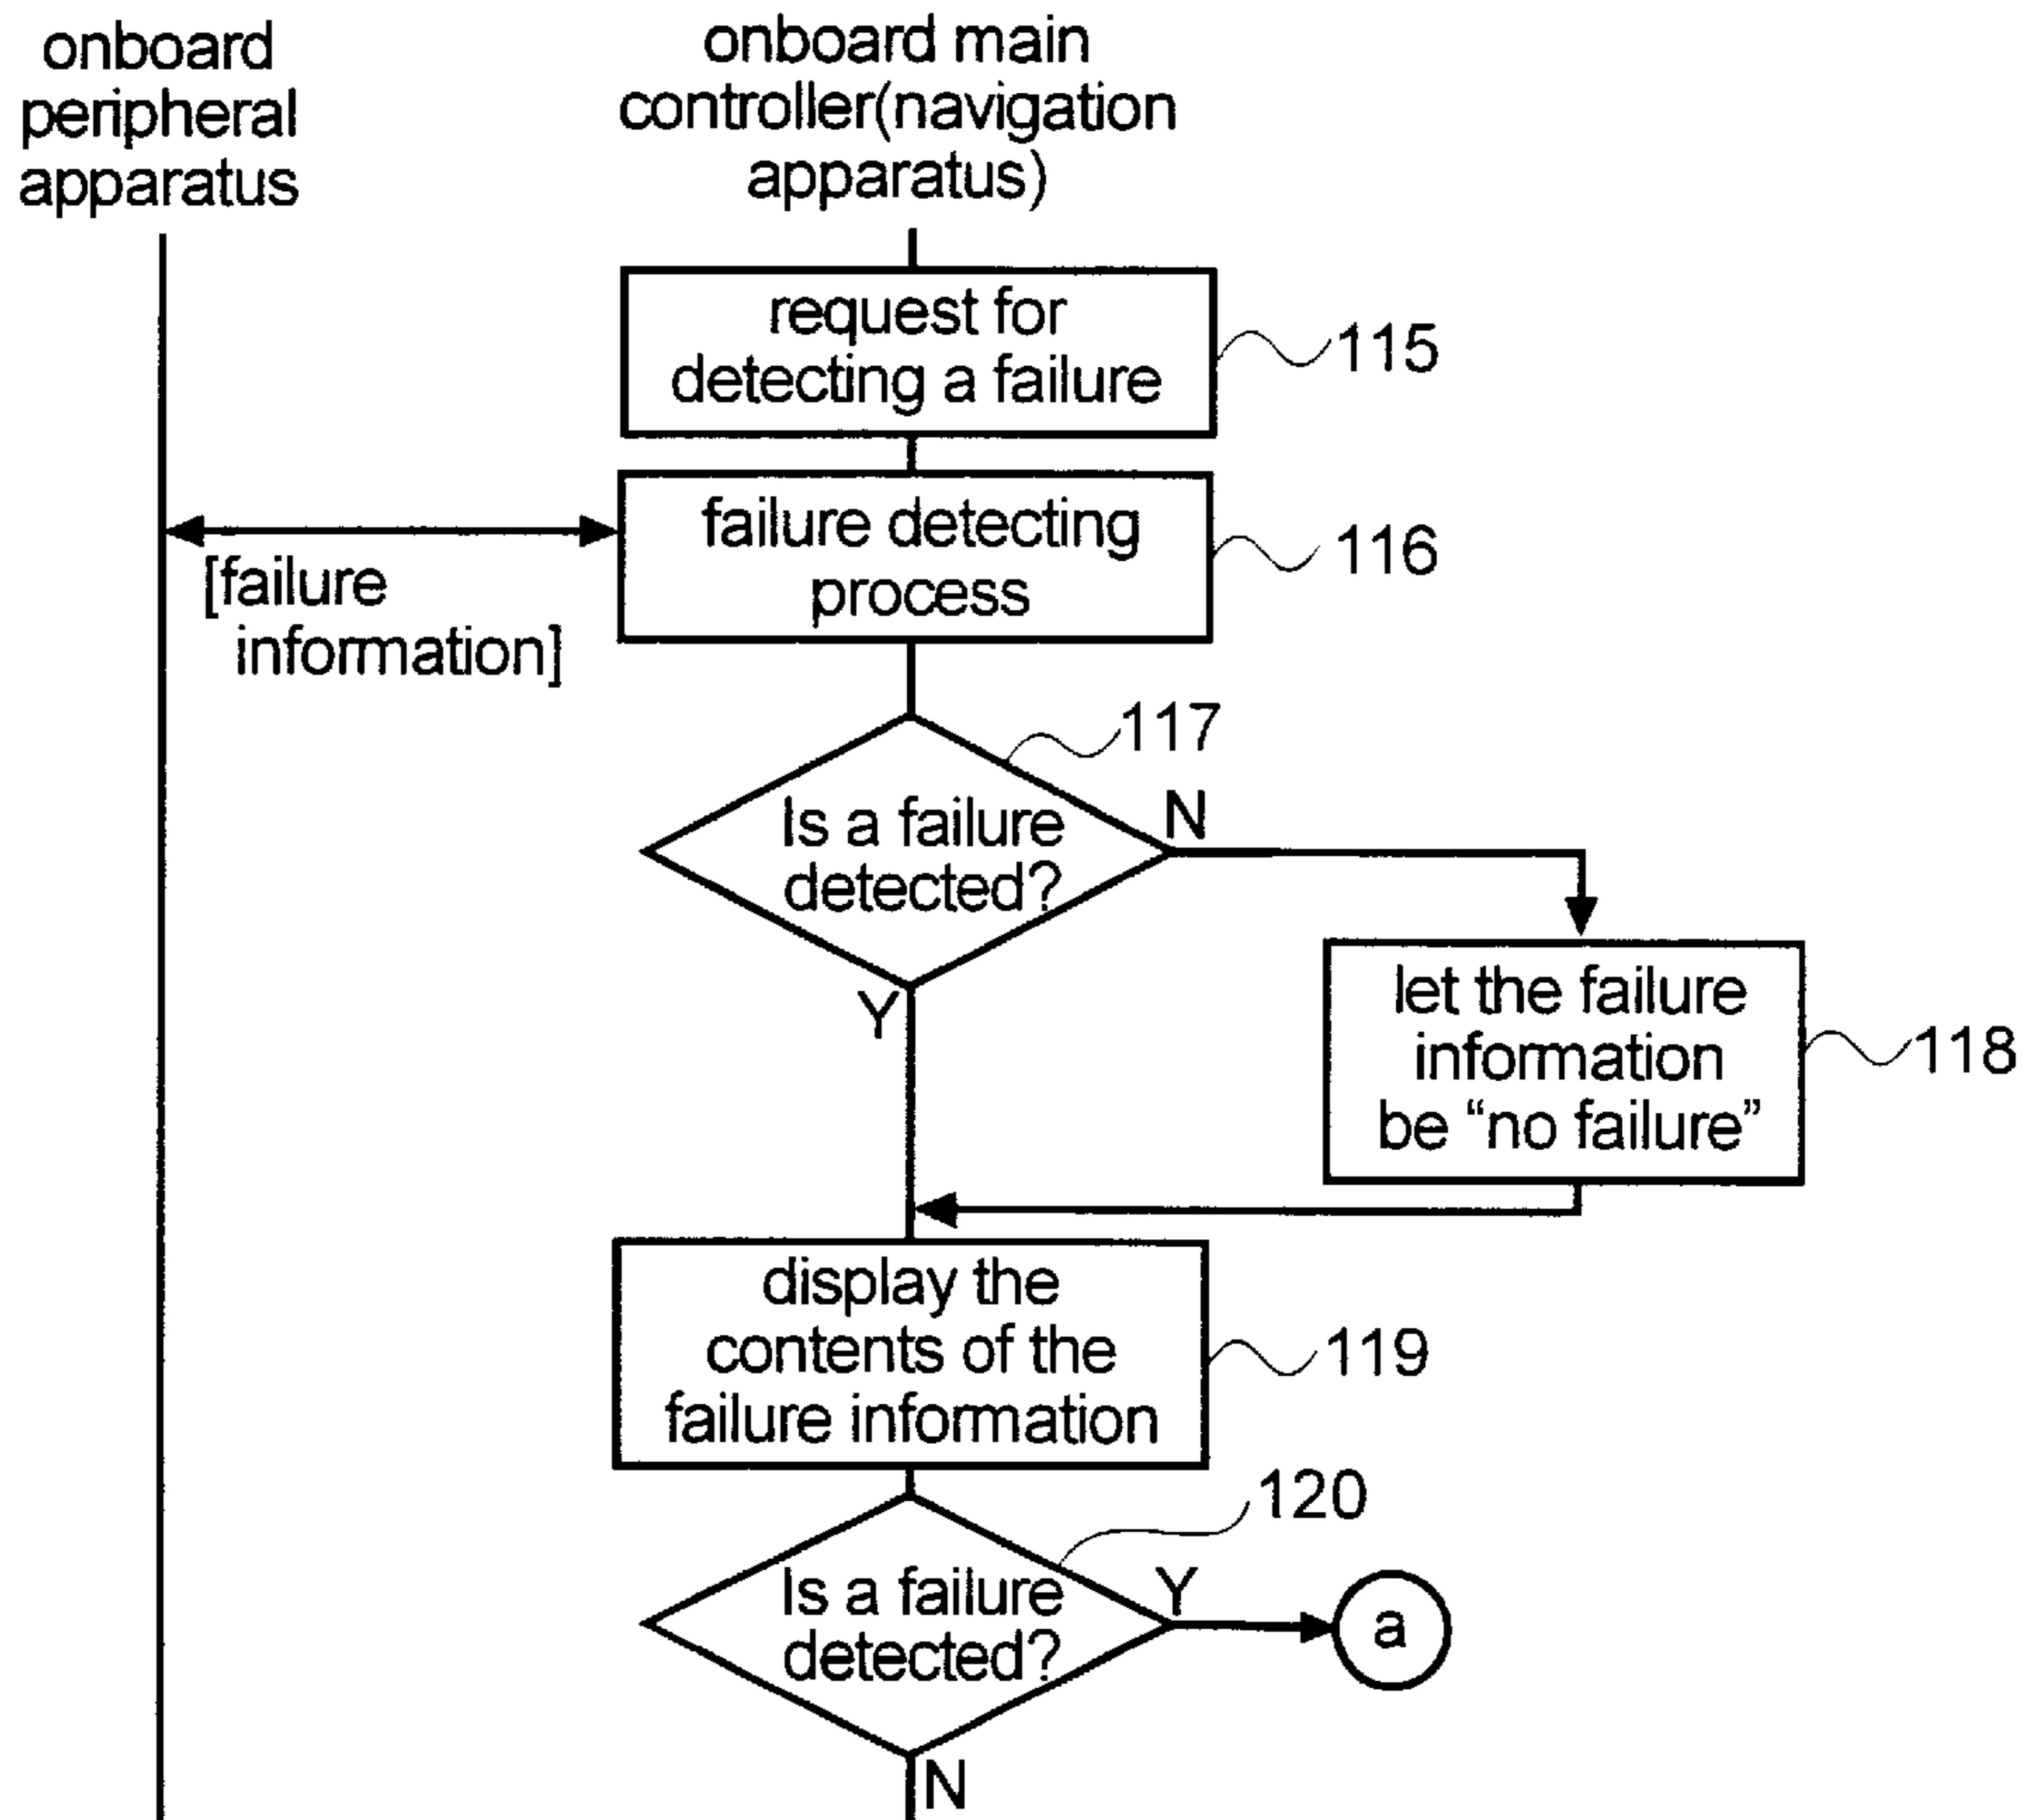 onboard
peripheral
apparatus
onboard main
controller(navigation
apparatus)
request for
detecting a failure
115
failure detecting
process
116
[failure
information]
117
Is a failure
detected?
N
Y
let the failure
information
be “no failure”
118
display the
contents of the
failure information
119
120
Is a failure
detected?
Y
a
N